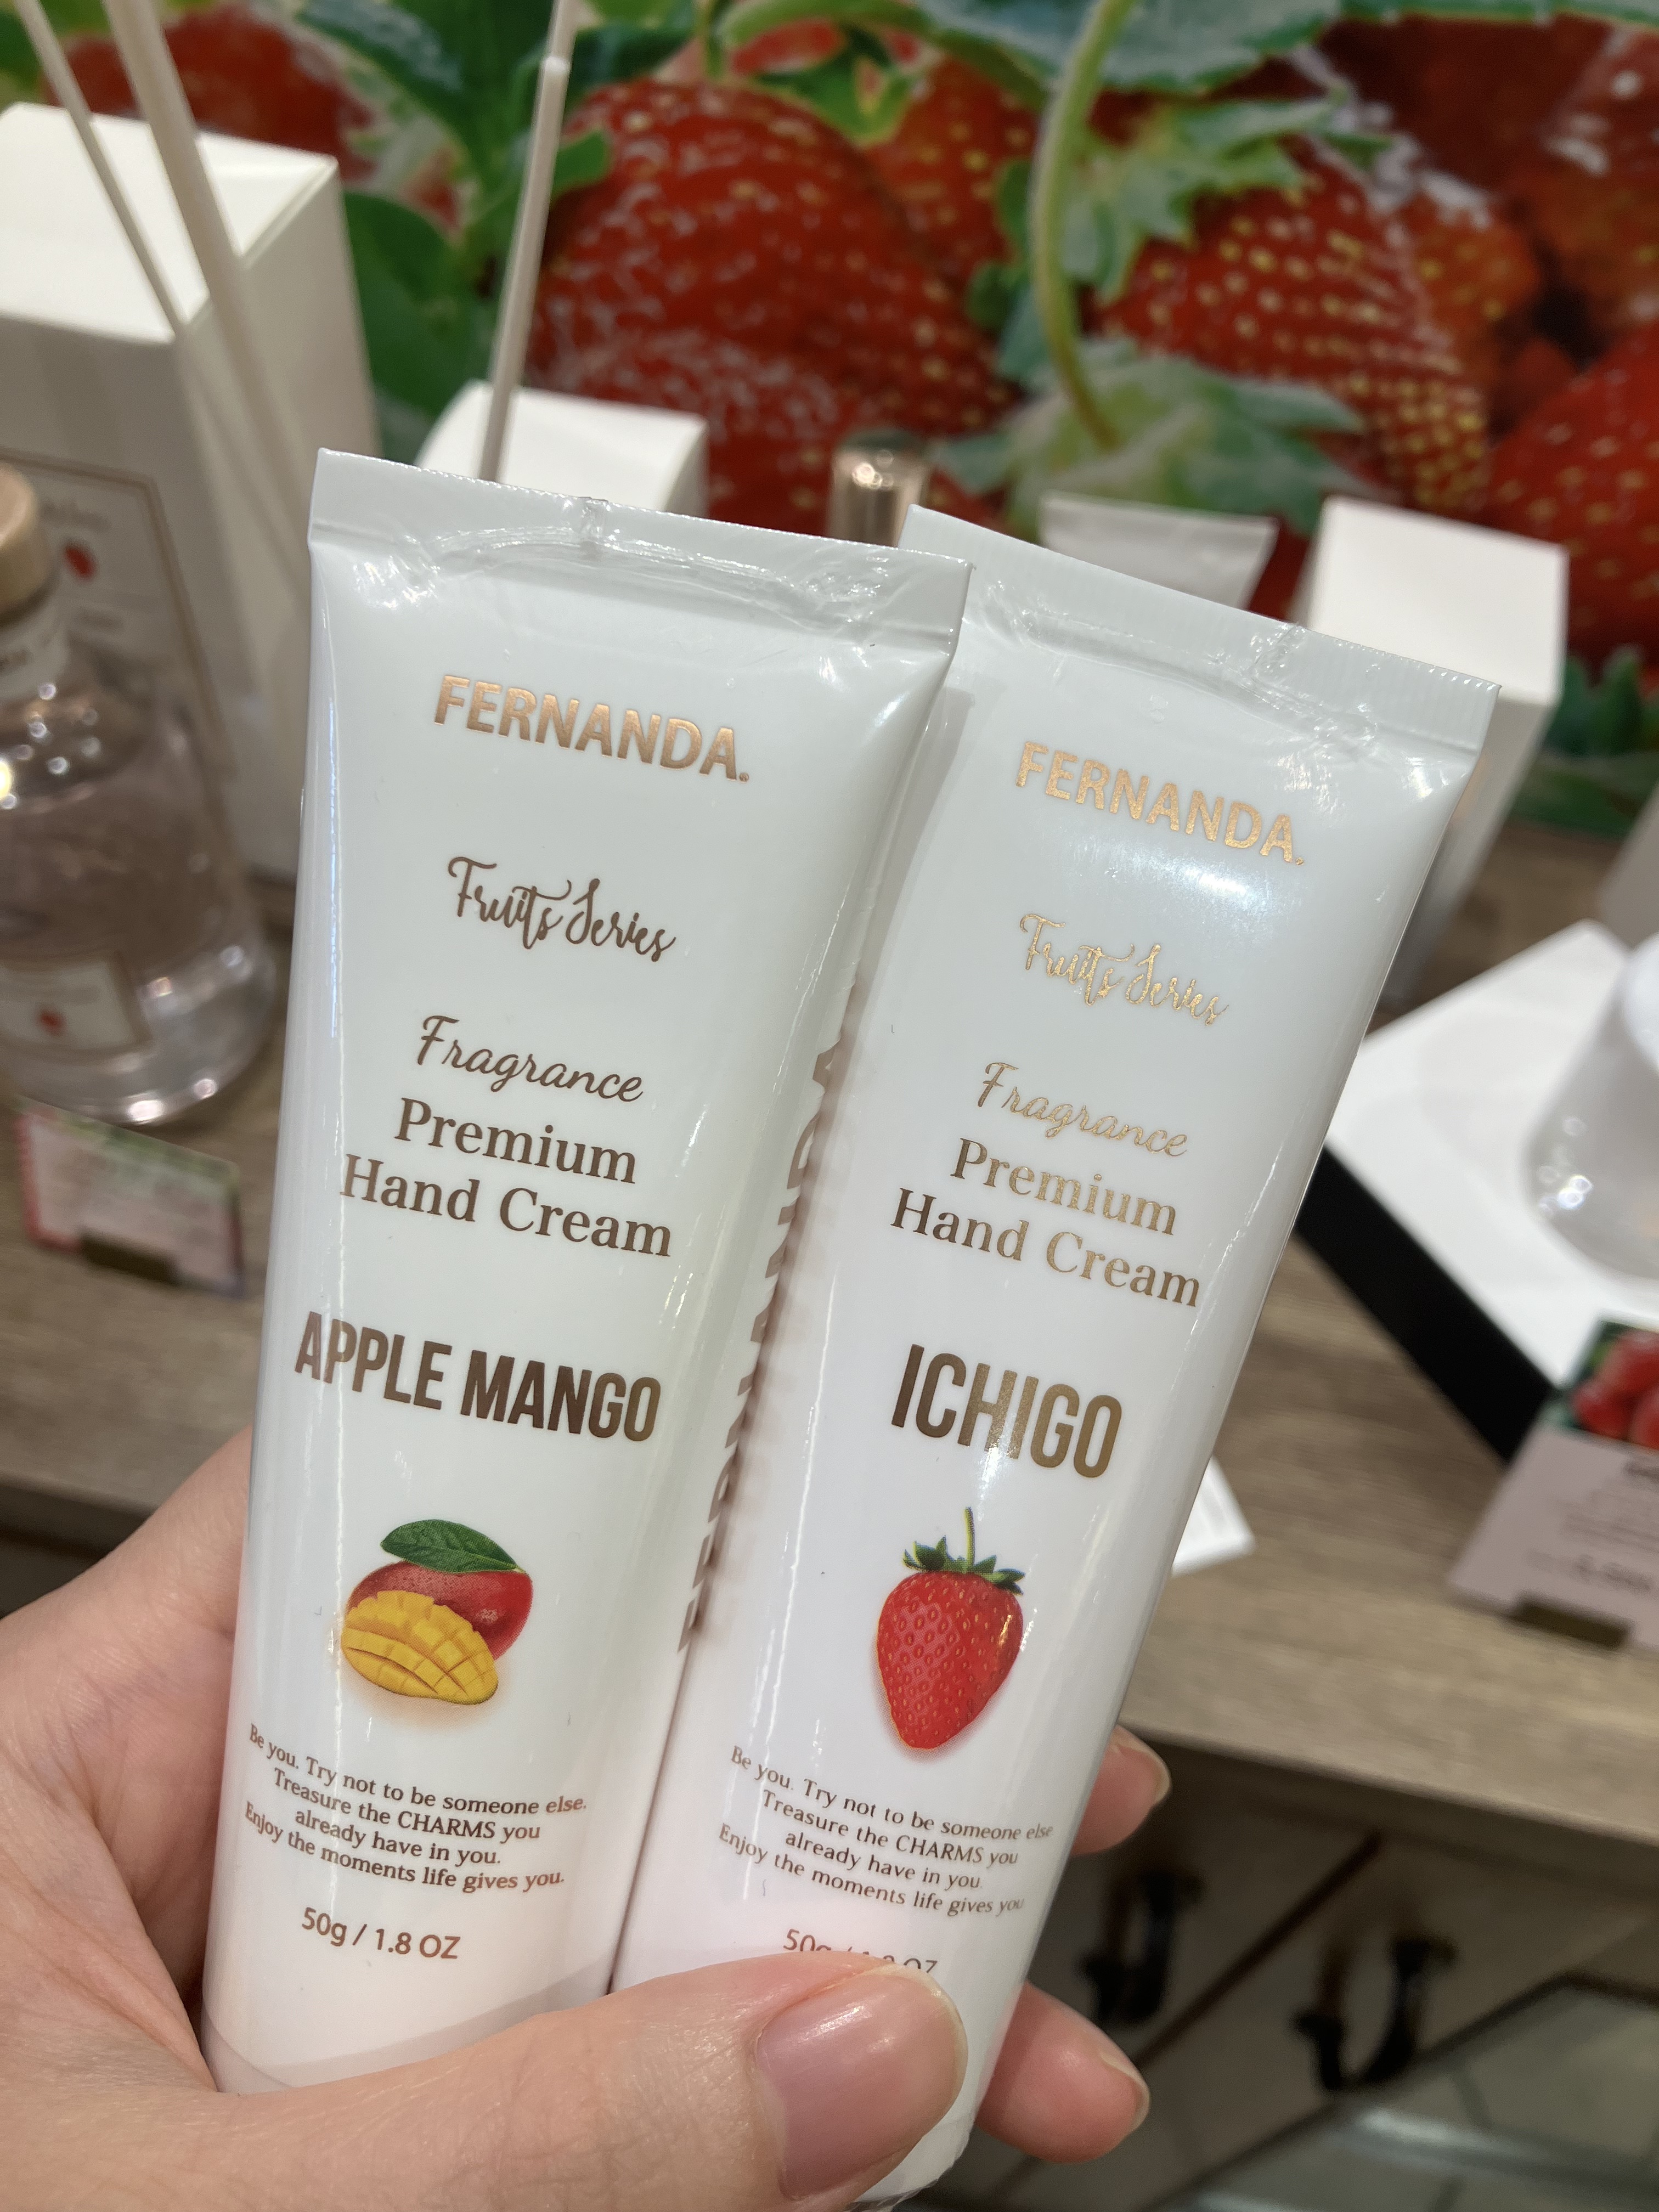 FERNANDA.
Fruits Series
Fragrance
Premium
Hand Cream
APPLE MANGO
Be you. Try not to be someone else.
Treasure the CHARMS you
already have in you.
Enjoy the moments life gives you.
50g / 1.8 OZ
FERNANDA.
Fruits Series
Fragrance
Premium
Hand Cream
ICHIGO
Be you. Try not to be someone else
Treasure the CHARMS you
already have in you
Enjoy the moments life gives you
50g